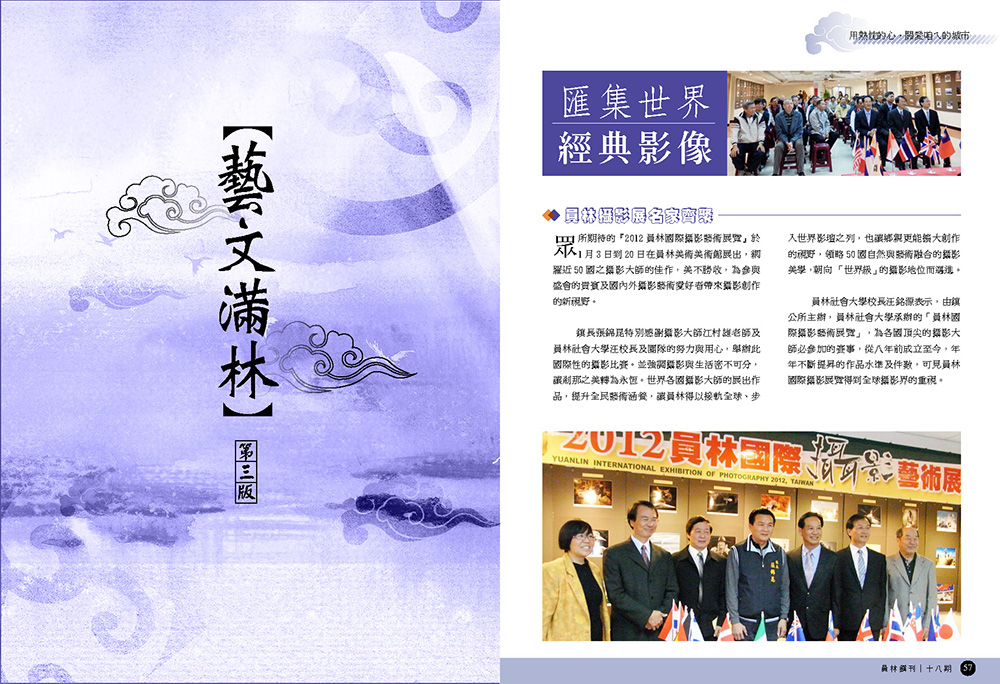 【藝文滿林】
第三版
用熱忱的心，關愛咱ㄟ的城市
匯集世界
經典影像
員林攝影展名家齊聚
眾所期待的『2012 員林國際攝影藝術展覽』於
1 月 3 日到 20 日在員林美術美術館展出，網
羅近 50 國之攝影大師的佳作，美不勝收，為參與
盛會的貴賓及國內外攝影藝術愛好者帶來攝影創作
的新視野。
鎮長張錦昆特別感謝攝影大師江村雄老師及
員林社會大學汪校長及團隊的努力與用心，舉辦此
國際性的攝影比賽。並強調攝影與生活密不可分，
讓剎那之美轉為永恆。世界各國攝影大師的展出作
品，提升全民藝術涵養，讓員林得以接軌全球、步
入世界影壇之列，也讓鄉親更能擴大創作
的視野，領略 50 國自然與藝術融合的攝影
美學，朝向「世界級」的攝影地位而邁進。
員林社會大學校長汪銘源表示，由鎮
公所主辦，員林社會大學承辦的「員林國
際攝影藝術展覽」，為各國頂尖的攝影大
師必參加的賽事，從八年前成立至今，年
年不斷提昇的作品水準及件數，可見員林
國際攝影展覽得到全球攝影界的重視。
2012員林國際攝影藝術展
YUANLIN INTERNATIONAL EXHIBITION OF PHOTOGRAPHY 2012, TAIWAN
員林鎮刊｜十八期 57